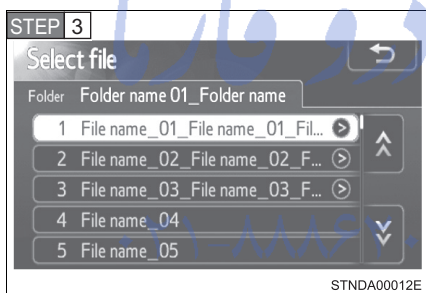 STEP 3
Select file
Folder Folder name 01_Folder name
1 File name_01_File name_01_Fil...
2 File name_02_File name_02_F...
3 File name_03_File name_03_F...
4 File name_04
5 File name_05
STNDA00012E